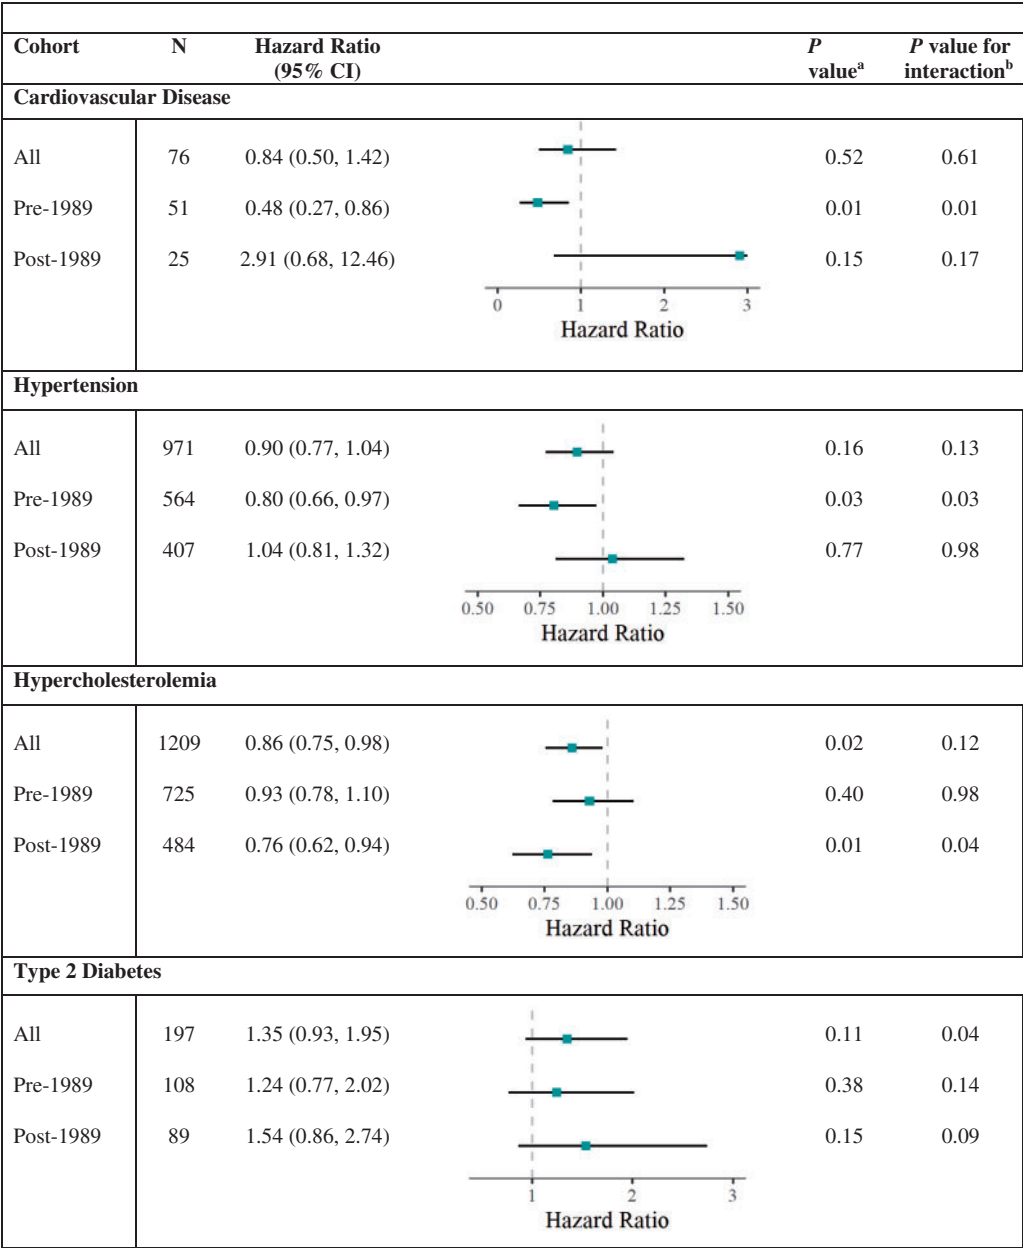 Cohort N Hazard Ratio (95% CI) P valueᵃ P value for interactionᵇ
Cardiovascular Disease
All 76 0.84 (0.50, 1.42) 0.52 0.61
Pre-1989 51 0.48 (0.27, 0.86) 0.01 0.01
Post-1989 25 2.91 (0.68, 12.46) 0.15 0.17
0 1 2 3
Hazard Ratio
Hypertension
All 971 0.90 (0.77, 1.04) 0.16 0.13
Pre-1989 564 0.80 (0.66, 0.97) 0.03 0.03
Post-1989 407 1.04 (0.81, 1.32) 0.77 0.98
0.50 0.75 1.00 1.25 1.50
Hazard Ratio
Hypercholesterolemia
All 1209 0.86 (0.75, 0.98) 0.02 0.12
Pre-1989 725 0.93 (0.78, 1.10) 0.40 0.98
Post-1989 484 0.76 (0.62, 0.94) 0.01 0.04
0.50 0.75 1.00 1.25 1.50
Hazard Ratio
Type 2 Diabetes
All 197 1.35 (0.93, 1.95) 0.11 0.04
Pre-1989 108 1.24 (0.77, 2.02) 0.38 0.14
Post-1989 89 1.54 (0.86, 2.74) 0.15 0.09
1 2 3
Hazard Ratio